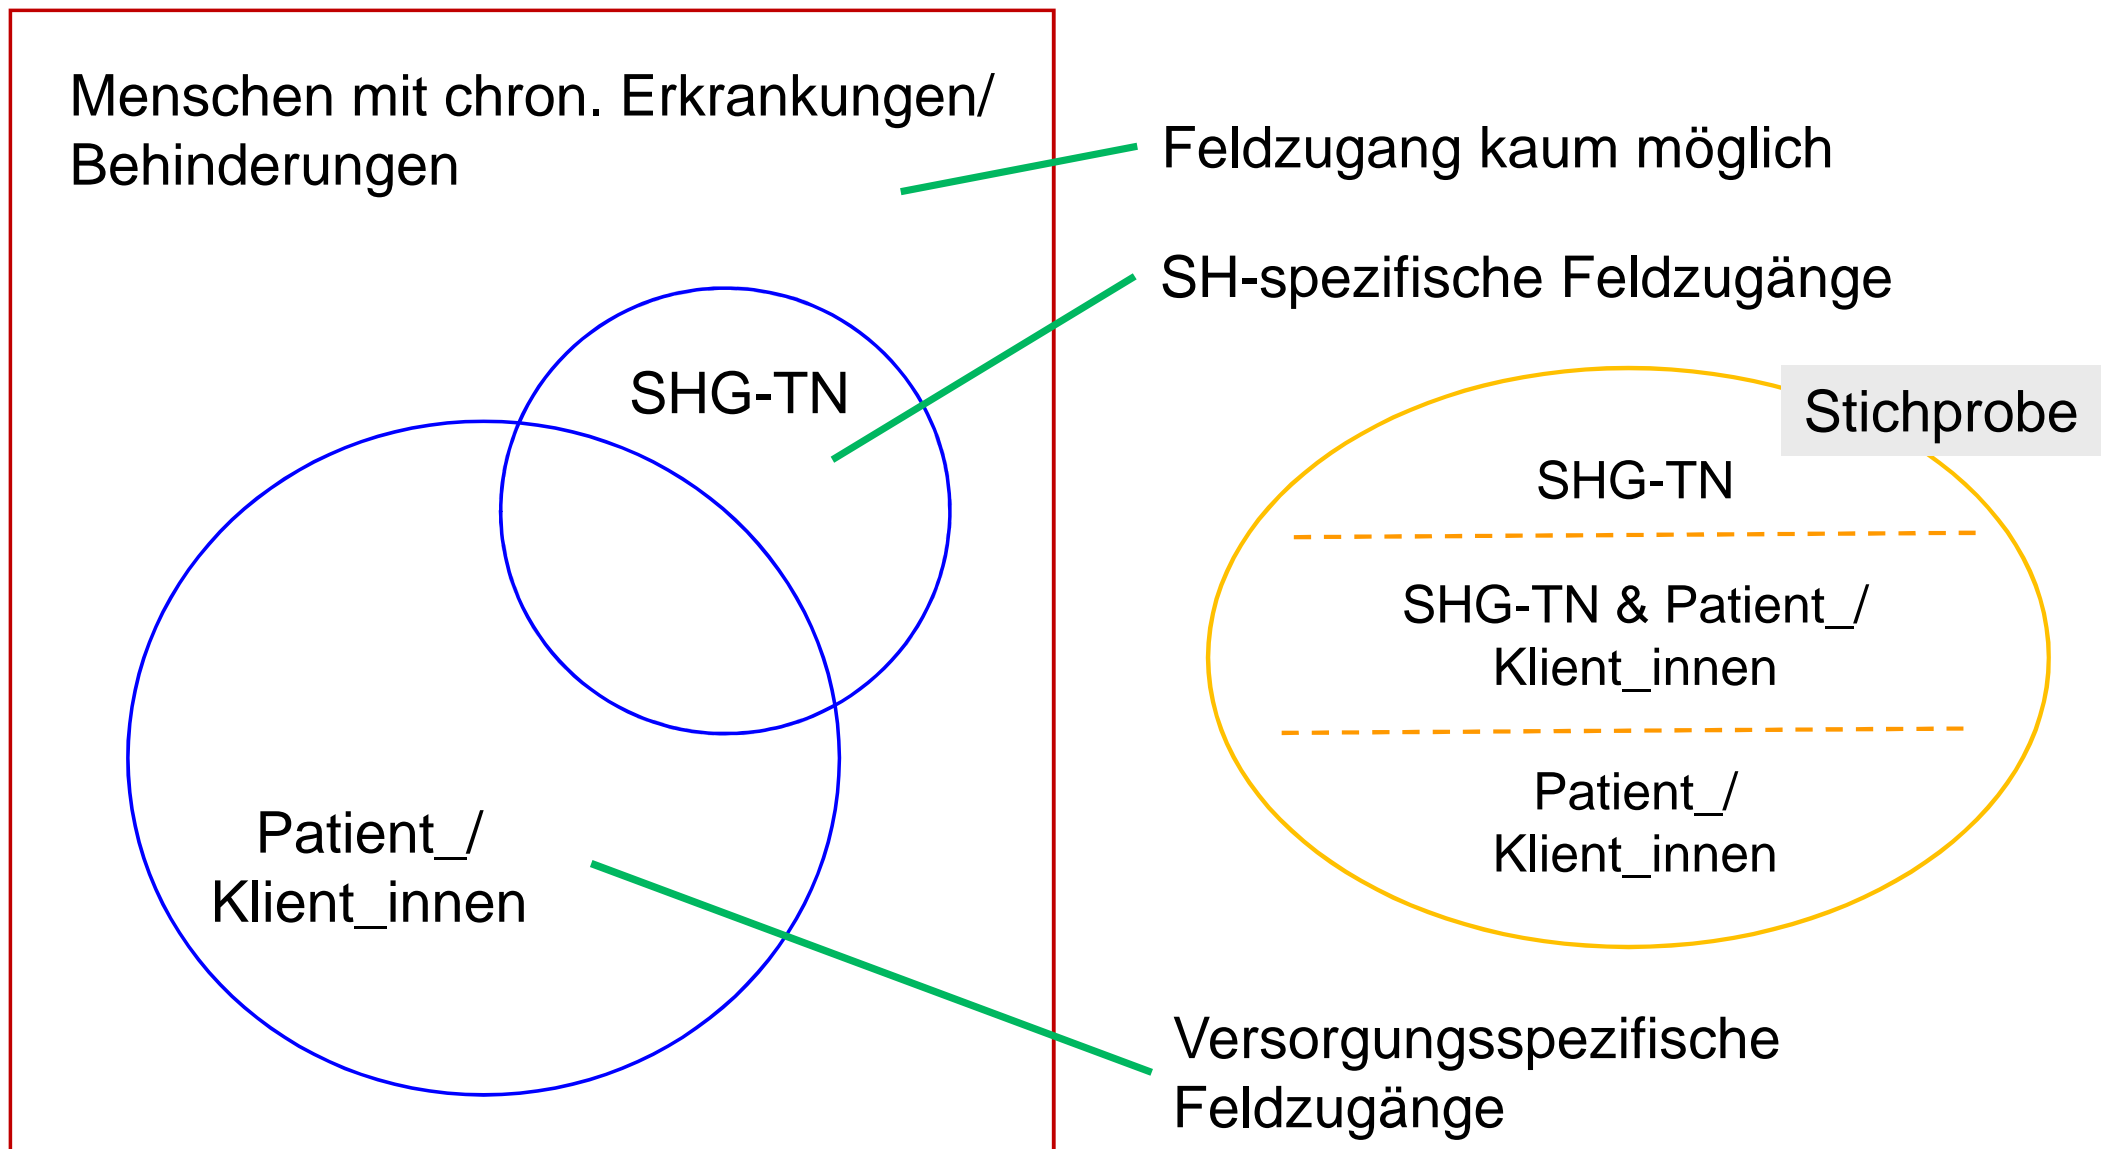 Menschen mit chron. Erkrankungen/
Behinderungen
Feldzugang kaum möglich
SH-spezifische Feldzugänge
SHG-TN
Patient_/
Klient_innen
Stichprobe
SHG-TN
SHG-TN & Patient_/
Klient_innen
Patient_/
Klient_innen
Versorgungsspezifische
Feldzugänge